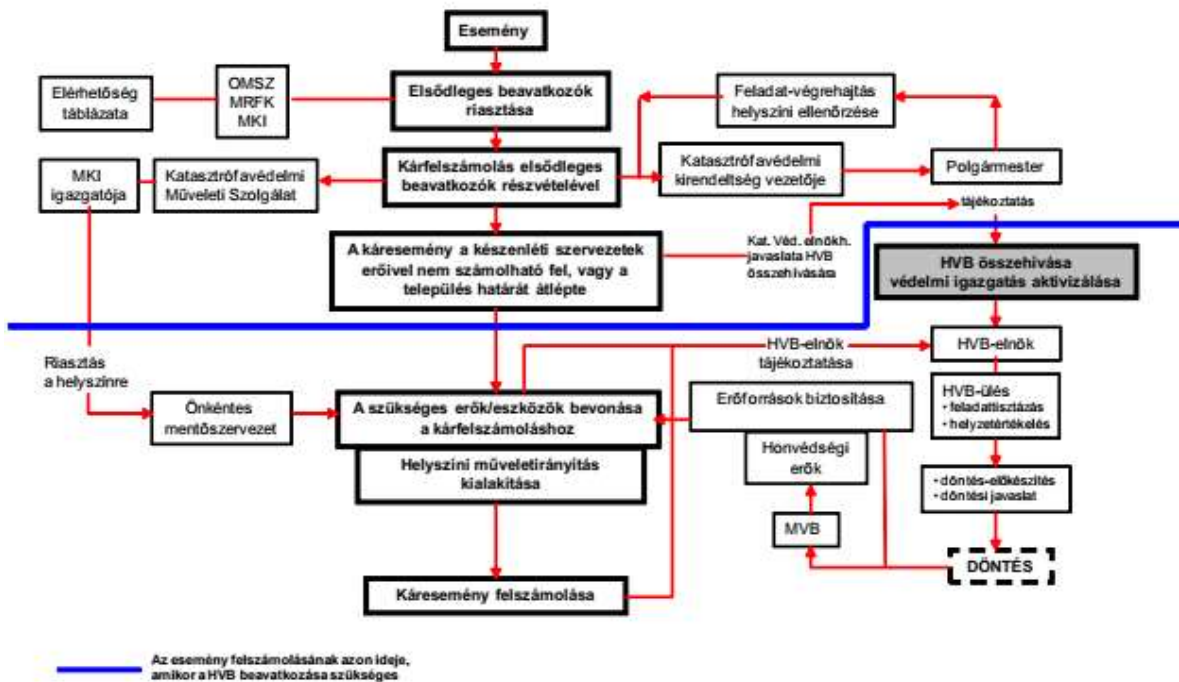 Esemény
Elérhetőség
táblázata
OMSZ
MRFK
MKI
Elsődleges beavatkozók
riasztása
Feladat-végrehajtás
helyszíni ellenőrzése
MKI
igazgatója
Katasztrófavédelmi
Műveleti Szolgálat
Kárfelszámolás elsődleges
beavatkozók részvételével
Katasztrófavédelmi
kirendeltség vezetője
Polgármester
tájékoztatás
A káresemény a készenléti szervezetek
erőivel nem számolható fel, vagy a
település határát átlépte
Kat. Véd. elnökh.
javaslata HVB
összehívására
HVB összehívása
védelmi igazgatás aktivizálása
Riasztás
a helyszínre
HVB-elnök
tájékoztatása
HVB-elnök
Önkéntes
mentőszervezet
A szükséges erők/eszközök bevonása
a kárfelszámoláshoz
Erőforrások biztosítása
HVB-ülés
• feladattisztázás
• helyzetértékelés
Helyszíni műveletirányítás
kialakítása
Honvédségi
erők
• döntés-előkészítés
• döntési javaslat
MVB
DÖNTÉS
Káresemény felszámolása
Az esemény felszámolásának azon ideje,
amikor a HVB beavatkozása szükséges